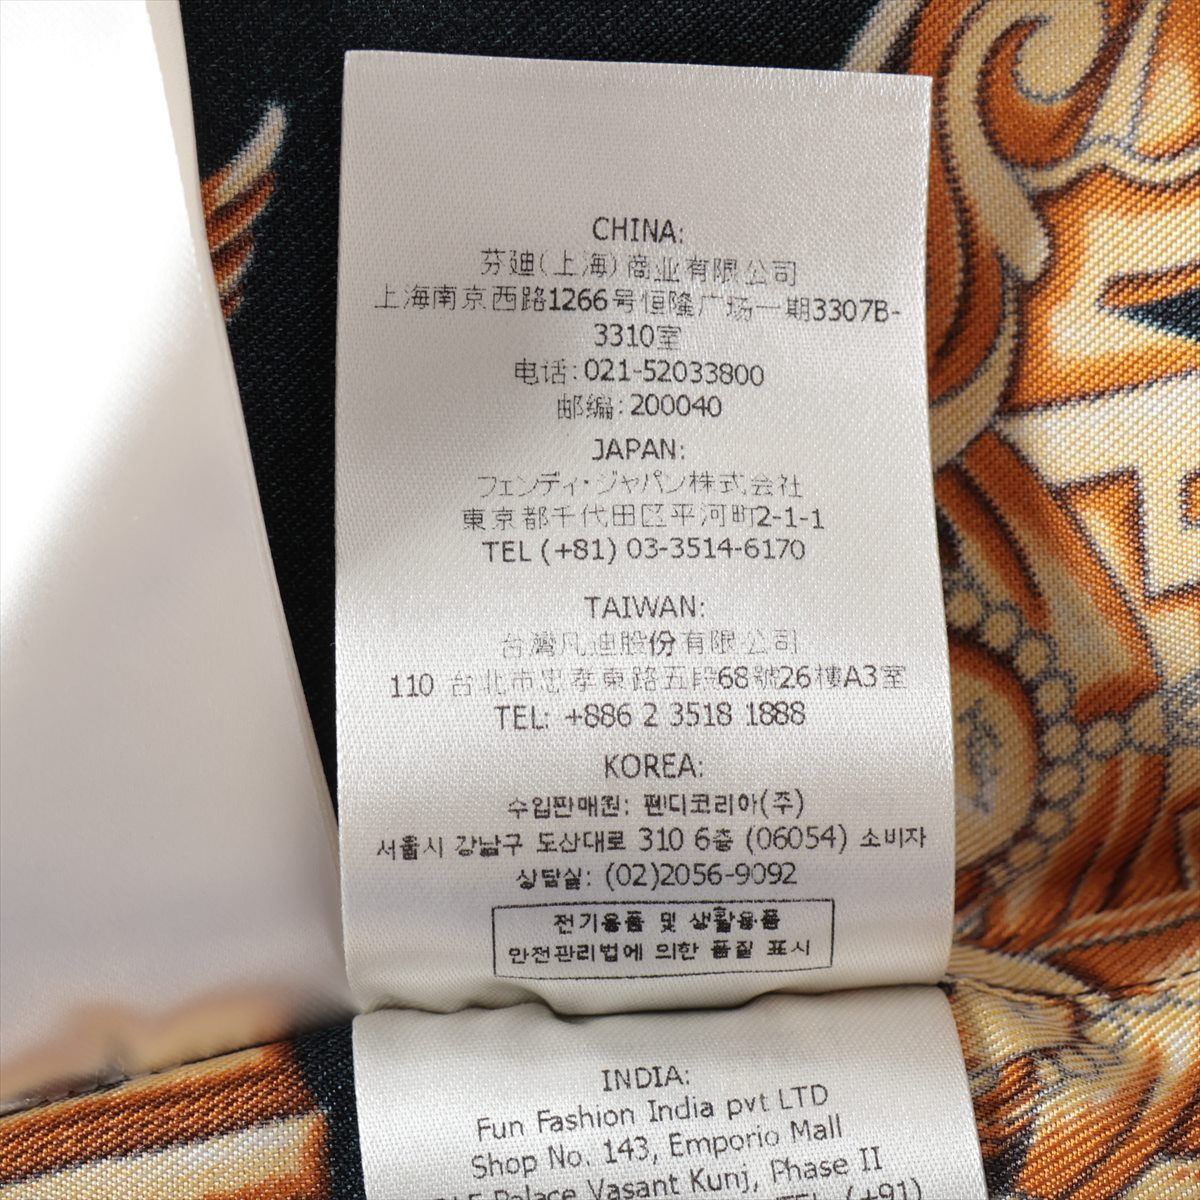 CHINA:
芬迪(上海)商业有限公司
上海南京西路1266号恒隆广场一期3307B-
3310室
电话:021-52033800
邮编:200040
JAPAN:
フェンディ・ジャパン株式会社
東京都千代田区平河町2-1-1
TEL (+81) 03-3514-6170
TAIWAN:
台灣凡迪股份有限公司
110 台北市忠孝東路五段68號26樓A3室
TEL: +886 2 3518 1888
KOREA:
수입판매원: 펜디코리아(주)
서울시 강남구 도산대로 310 6층 (06054) 소비자
상담실: (02)2056-9092
전기용품 및 생활용품
안전관리법에 의한 품질 표시
INDIA:
Fun Fashion India pvt LTD
Shop No. 143, Emporio Mall
Palace Vasant Kunj, Phase II
TEL (+91)